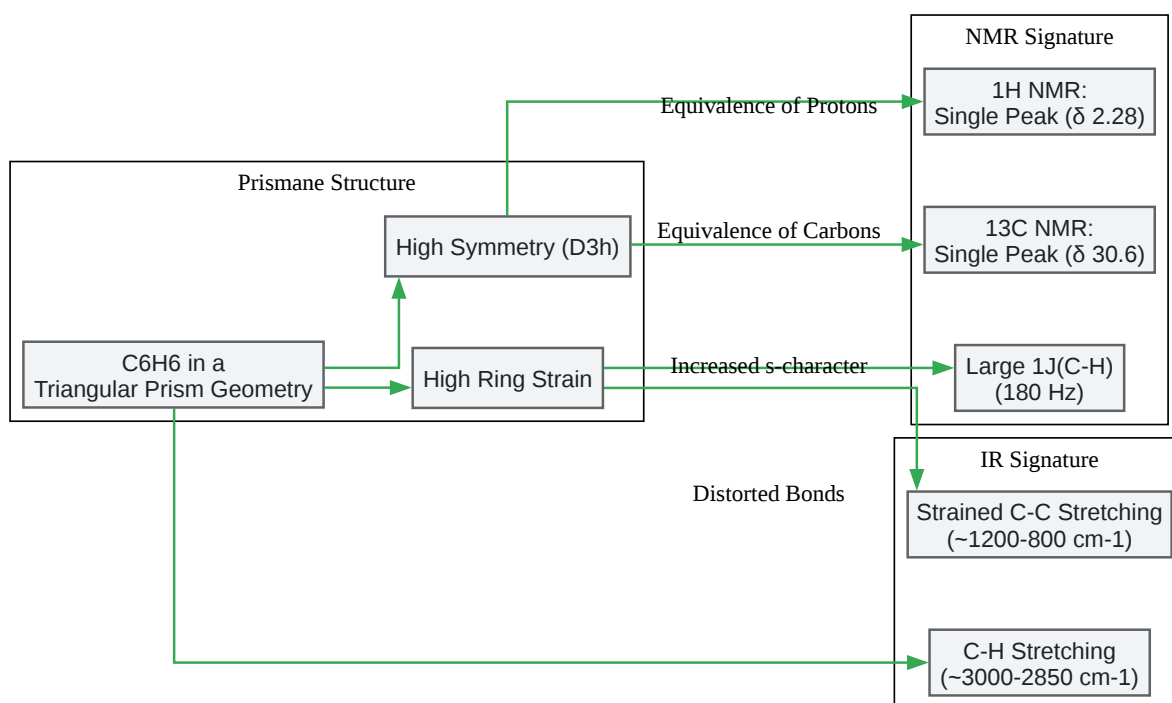 NMR Signature
1H NMR:
Single Peak (δ 2.28)
Equivalence of Protons
Prismane Structure
High Symmetry (D3h)
Equivalence of Carbons
13C NMR:
Single Peak (δ 30.6)
C6H6 in a
Triangular Prism Geometry
High Ring Strain
Increased s-character
Large 1J(C-H)
(180 Hz)
IR Signature
Distorted Bonds
Strained C-C Stretching
(~1200-800 cm-1)
C-H Stretching
(~3000-2850 cm-1)